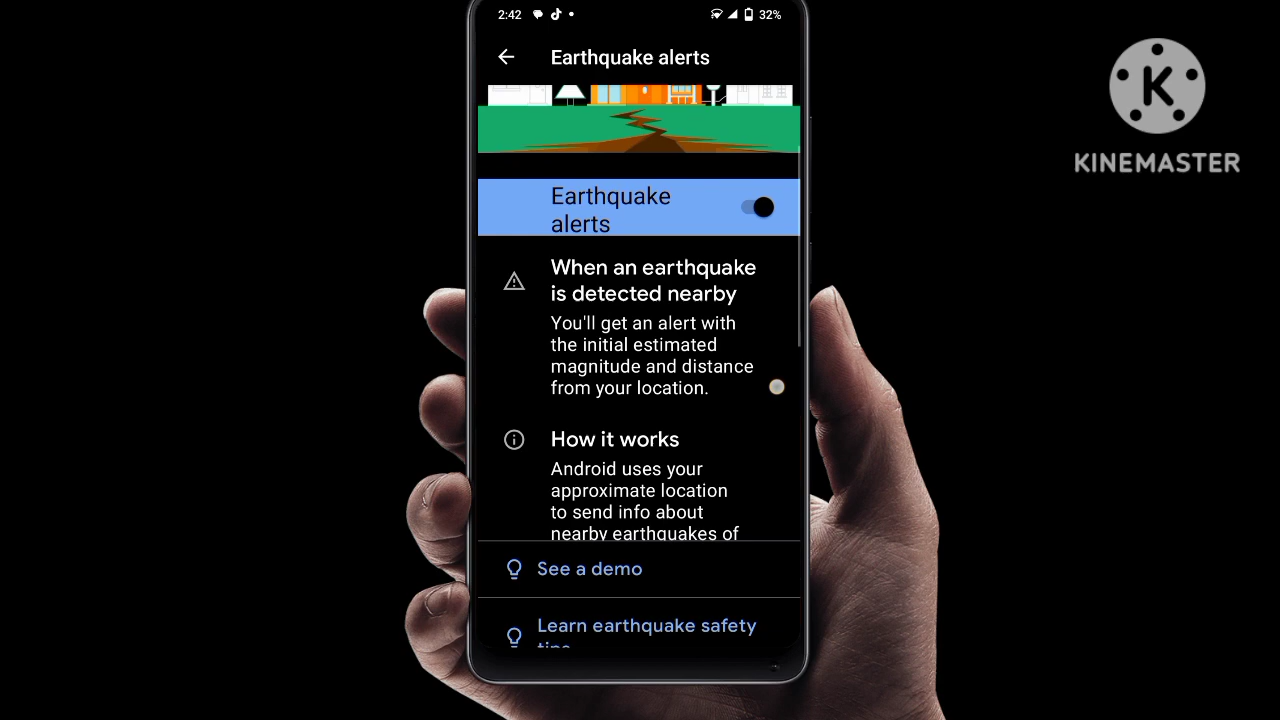 2:42
32%
Earthquake alerts
Earthquake
alerts
When an earthquake
is detected nearby
You'll get an alert with
the initial estimated
magnitude and distance
from your location.
How it works
Android uses your
approximate location
to send info about
nearby earthquakes of
See a demo
Learn earthquake safety
tips
K
KINEMASTER